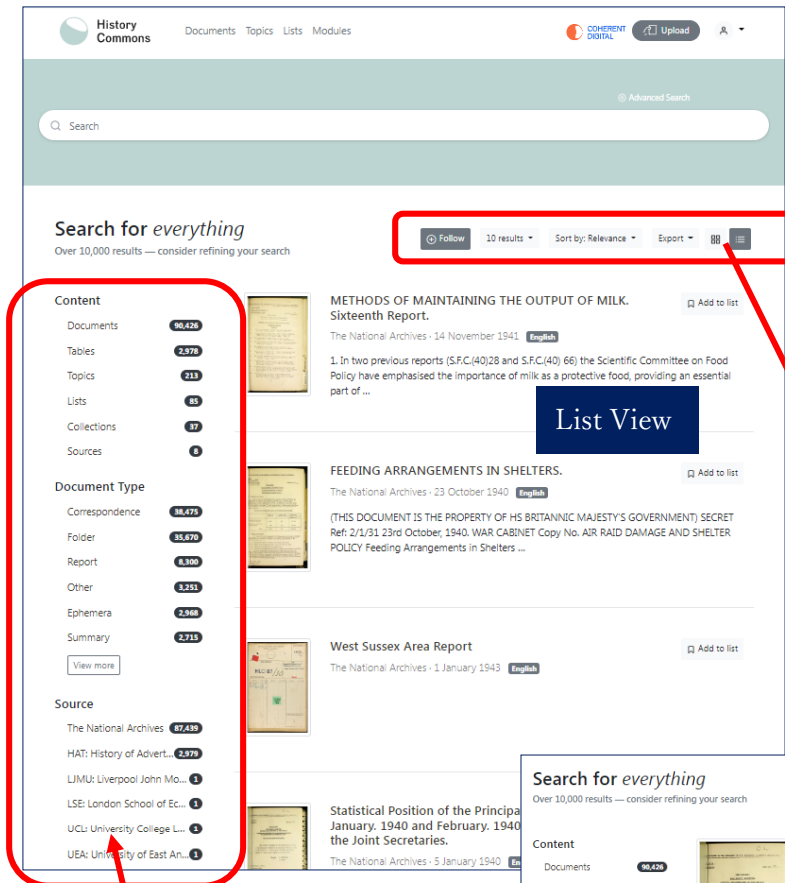 History
Commons
Documents Topics Lists Modules
COHERENT
DIGITAL
Upload
Advanced Search
Search
Search for everything
Over 10,000 results — consider refining your search
Follow
10 results
Sort by: Relevance
Export
Content
Documents 90,426
Tables 2,978
Topics 213
Lists 85
Collections 37
Sources 8
Document Type
Correspondence 38,475
Folder 35,670
Report 8,300
Other 3,251
Ephemera 2,968
Summary 2,715
View more
Source
The National Archives 87,439
HAT: History of Advert... 2,979
LJMU: Liverpool John Mo... 1
LSE: London School of Ec... 1
UCL: University College L... 1
UEA: University of East An... 1
METHODS OF MAINTAINING THE OUTPUT OF MILK.
Sixteenth Report.
Add to list
The National Archives · 14 November 1941 English
1. In two previous reports (S.F.C.(40)28 and S.F.C.(40) 66) the Scientific Committee on Food
Policy have emphasised the importance of milk as a protective food, providing an essential
part of ...
List View
FEEDING ARRANGEMENTS IN SHELTERS.
Add to list
The National Archives · 23 October 1940 English
(THIS DOCUMENT IS THE PROPERTY OF HS BRITANNIC MAJESTY'S GOVERNMENT) SECRET
Ref: 2/1/31 23rd October, 1940. WAR CABINET Copy No. AIR RAID DAMAGE AND SHELTER
POLICY Feeding Arrangements in Shelters ...
West Sussex Area Report
Add to list
The National Archives · 1 January 1943 English
Statistical Position of the Principa
January. 1940 and February. 1940
the Joint Secretaries.
The National Archives · 5 January 1940 En
Search for everything
Over 10,000 results — consider refining your search
Content
Documents 90,426